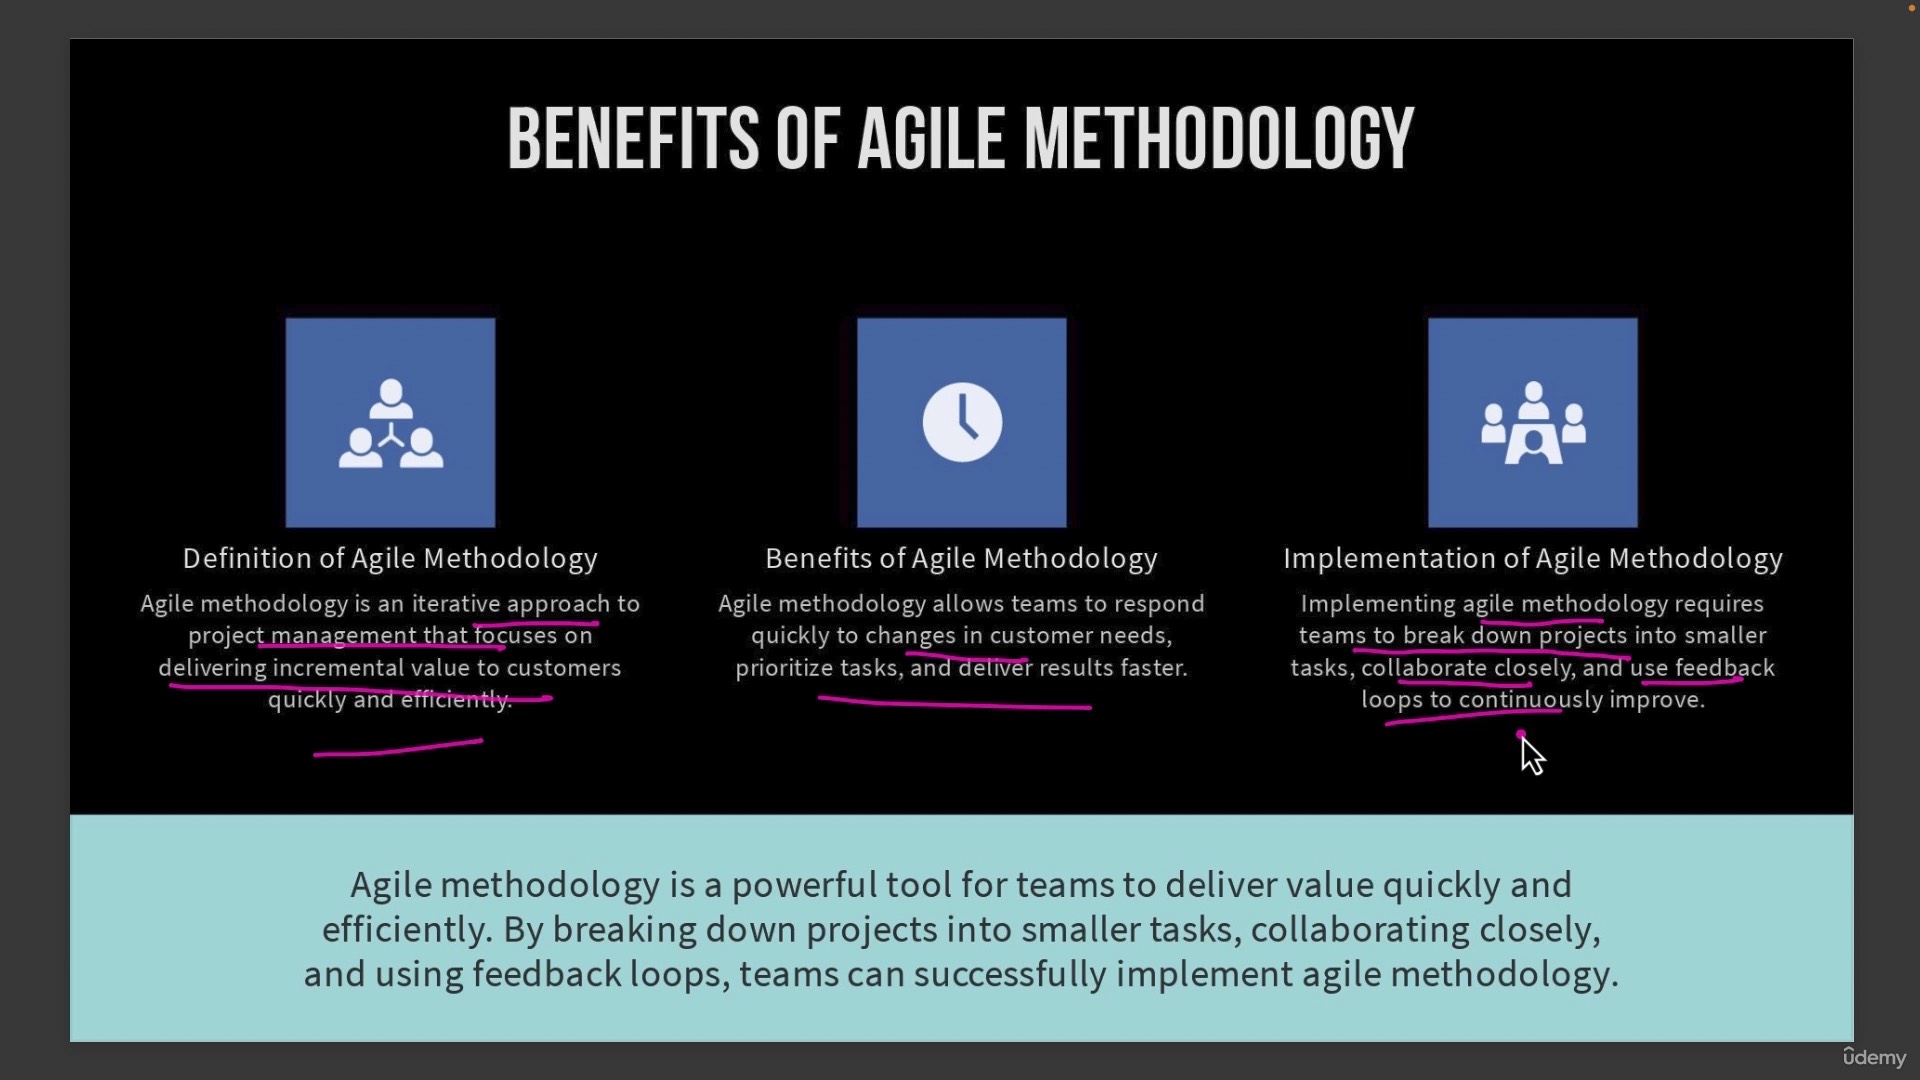 BENEFITS OF AGILE METHODOLOGY
Definition of Agile Methodology
Agile methodology is an iterative approach to
project management that focuses on
delivering incremental value to customers
quickly and efficiently.
Benefits of Agile Methodology
Agile methodology allows teams to respond
quickly to changes in customer needs,
prioritize tasks, and deliver results faster.
Implementation of Agile Methodology
Implementing agile methodology requires
teams to break down projects into smaller
tasks, collaborate closely, and use feedback
loops to continuously improve.
Agile methodology is a powerful tool for teams to deliver value quickly and
efficiently. By breaking down projects into smaller tasks, collaborating closely,
and using feedback loops, teams can successfully implement agile methodology.
udemy